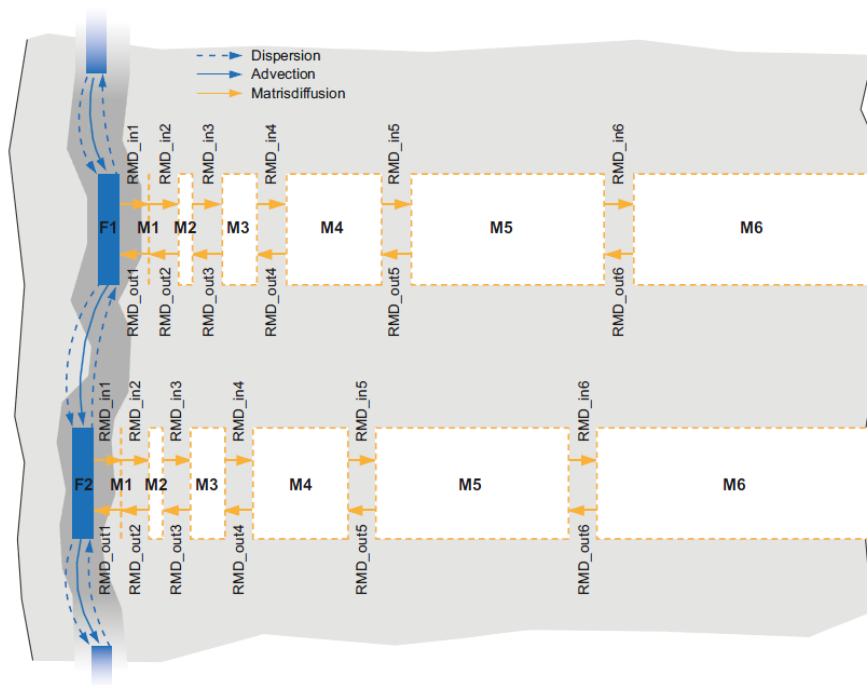 Dispersion
Advection
Matrisdiffusion
RMD_in1 RMD_in2 RMD_in3 RMD_in4 RMD_in5 RMD_in6
F1 M1 M2 M3 M4 M5 M6
RMD_out1 RMD_out2 RMD_out3 RMD_out4 RMD_out5 RMD_out6
RMD_in1 RMD_in2 RMD_in3 RMD_in4 RMD_in5 RMD_in6
F2 M1 M2 M3 M4 M5 M6
RMD_out1 RMD_out2 RMD_out3 RMD_out4 RMD_out5 RMD_out6